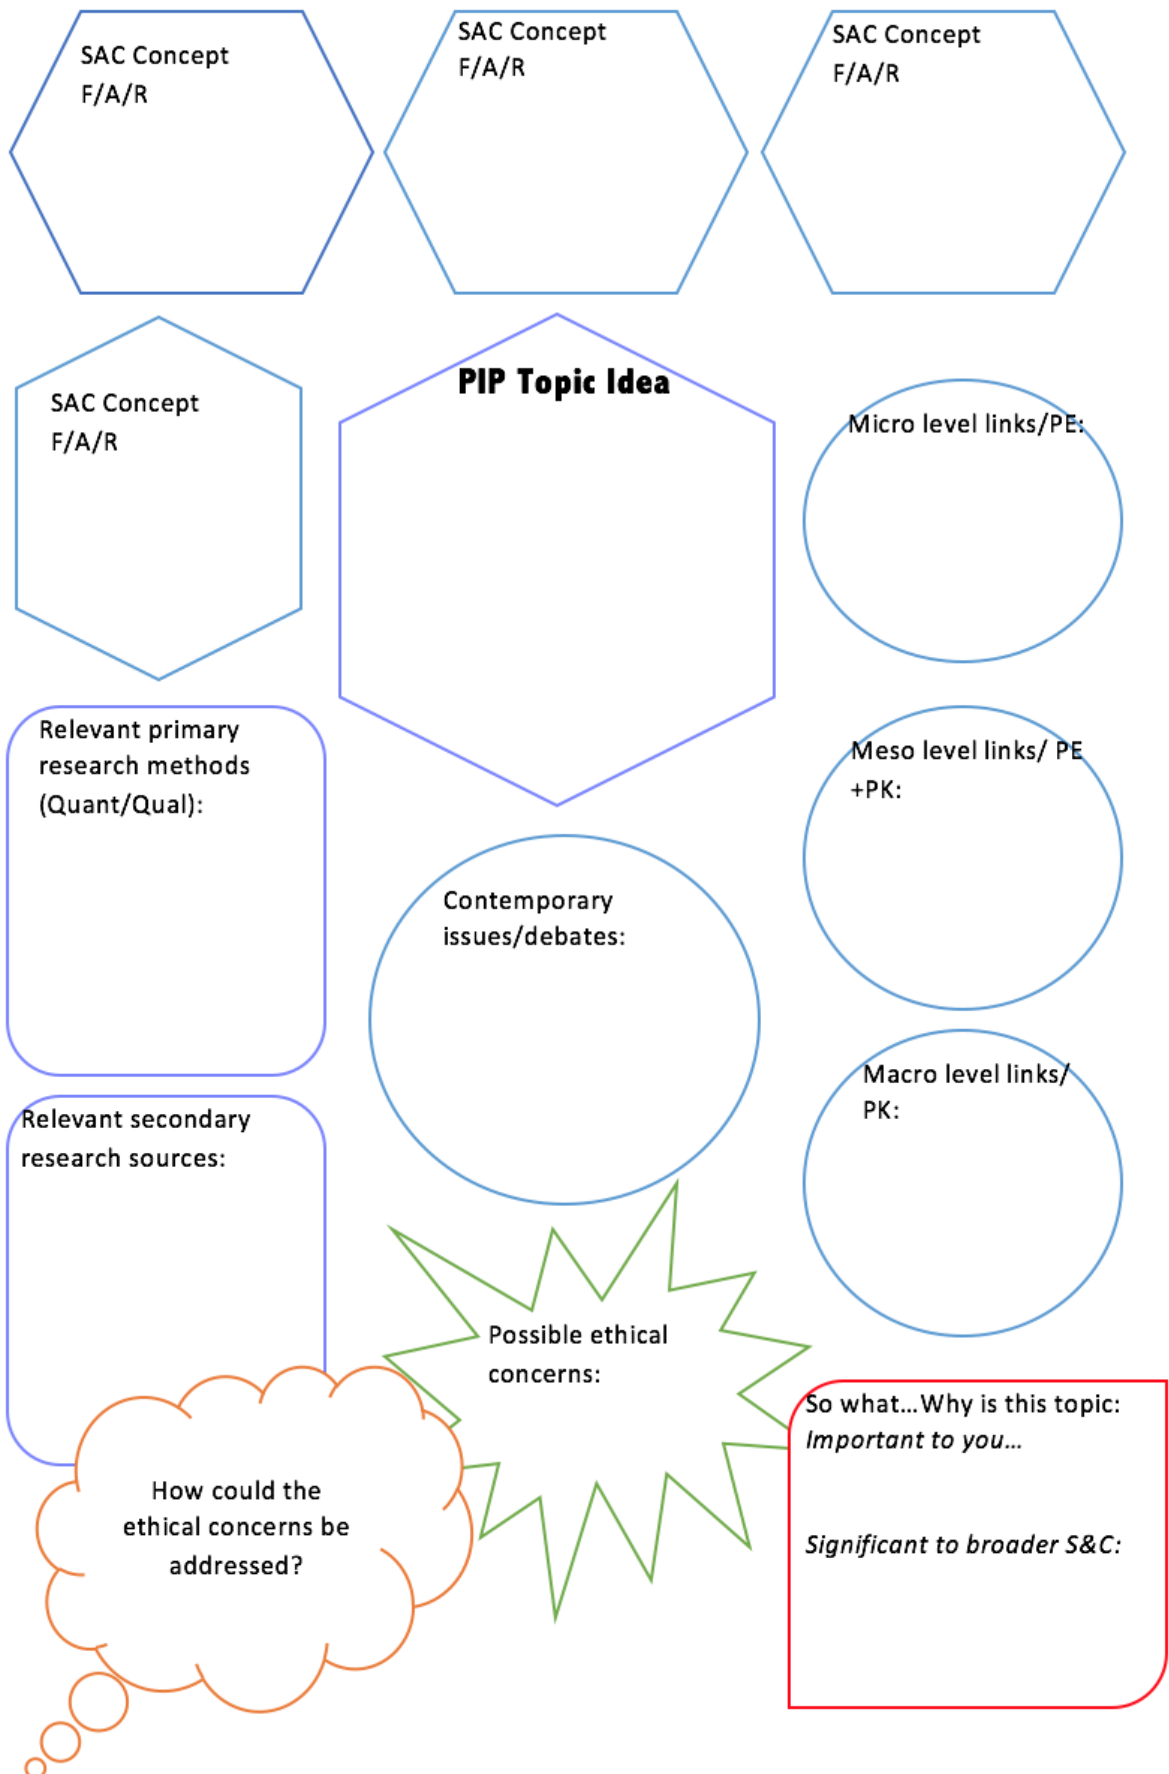 SAC Concept
F/A/R
SAC Concept
F/A/R
SAC Concept
F/A/R
SAC Concept
F/A/R
PIP Topic Idea
Micro level links/PE:
Relevant primary
research methods
(Quant/Qual):
Meso level links/ PE
+PK:
Contemporary
issues/debates:
Macro level links/
PK:
Relevant secondary
research sources:
Possible ethical
concerns:
So what...Why is this topic:
Important to you...
Significant to broader S&C:
How could the
ethical concerns be
addressed?